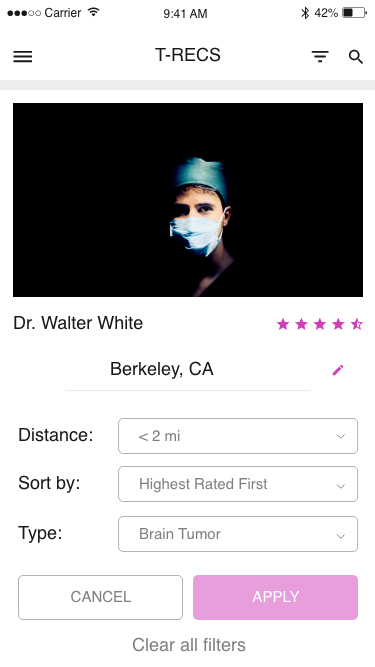 Carrier 9:41 AM 42%
T-RECS
Dr. Walter White
Berkeley, CA
Distance: < 2 mi
Sort by: Highest Rated First
Type: Brain Tumor
CANCEL APPLY
Clear all filters